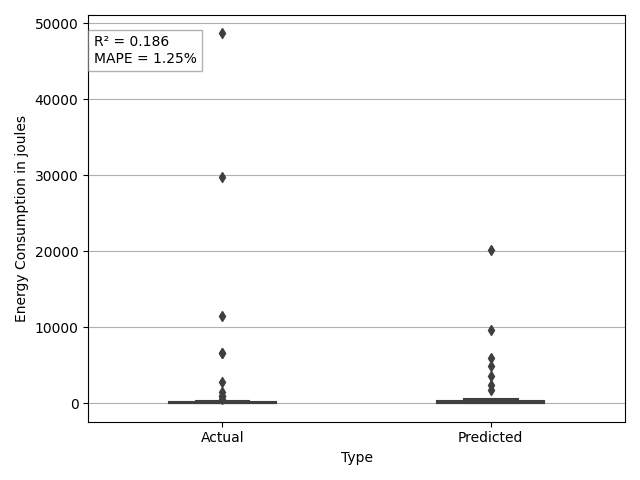 R² = 0.186
MAPE = 1.25%
50000
40000
30000
20000
10000
0
Energy Consumption in joules
Actual
Predicted
Type